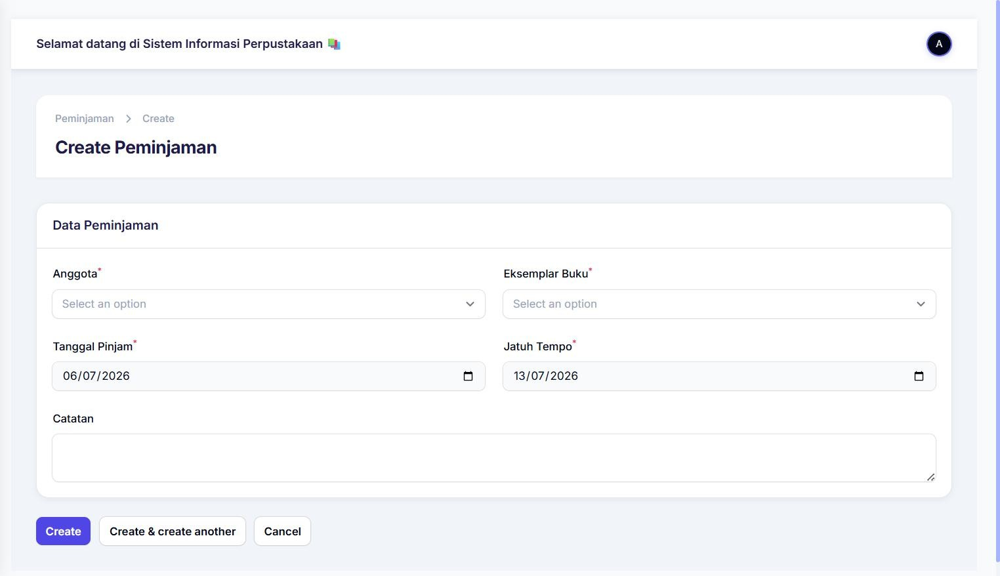 Selamat datang di Sistem Informasi Perpustakaan
A
Peminjaman > Create
Create Peminjaman
Data Peminjaman
Anggota*
Eksemplar Buku*
Select an option
Select an option
Tanggal Pinjam*
Jatuh Tempo*
06/07/2026
13/07/2026
Catatan
Create
Create & create another
Cancel